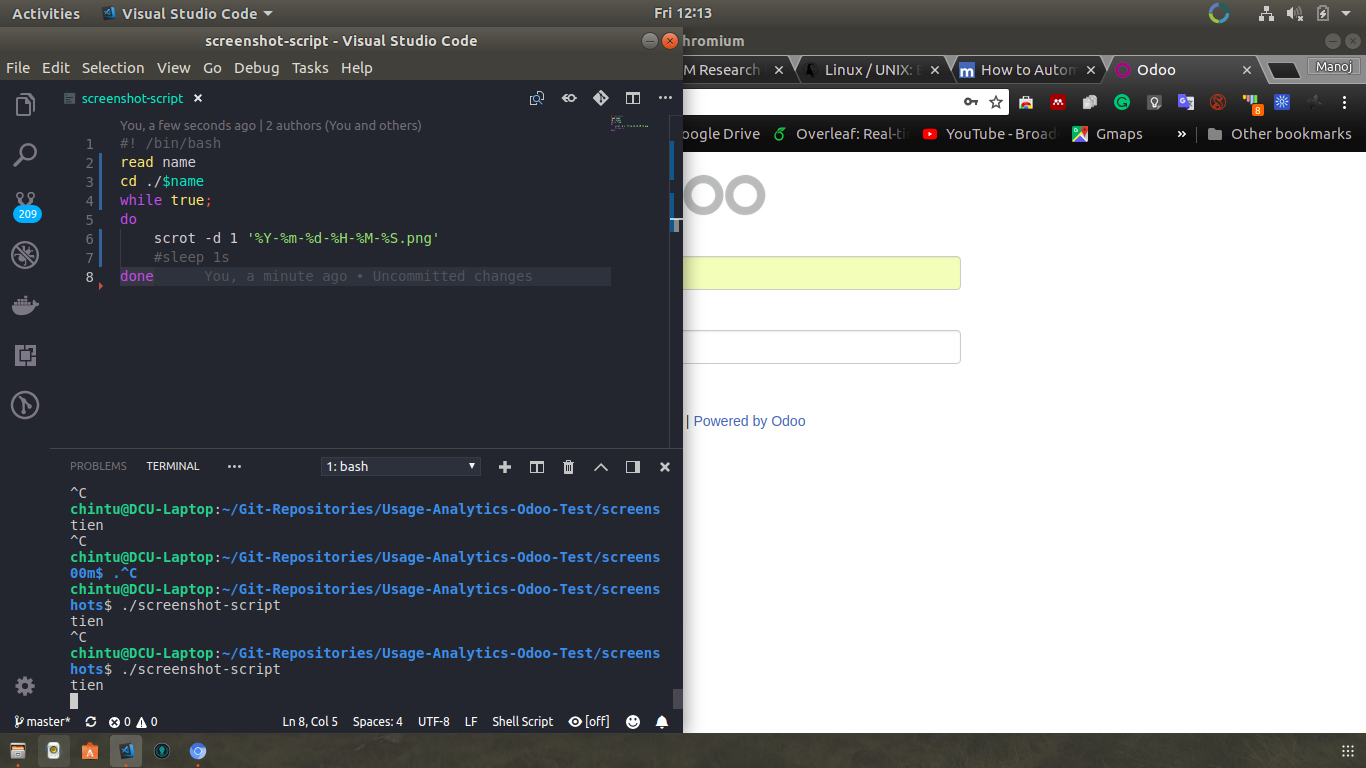 Activities Visual Studio Code Fri 12:13
screenshot-script - Visual Studio Code
hromium
File Edit Selection View Go Debug Tasks Help
M Research
Linux / UNIX: E
How to Autom
Odoo
Manoj
screenshot-script
8
oogle Drive Overleaf: Real-ti YouTube - Broad Gmaps » Other bookmarks
You, a few seconds ago | 2 authors (You and others)
1 #! /bin/bash
2 read name
3 cd ./$name
4 while true;
5 do
6 scrot -d 1 '%Y-%m-%d-%H-%M-%S.png'
7 #sleep 1s
8 done You, a minute ago • Uncommitted changes
209
| Powered by Odoo
PROBLEMS TERMINAL ••• 1: bash
^C
chintu@DCU-Laptop:~/Git-Repositories/Usage-Analytics-Odoo-Test/screens
tien
^C
chintu@DCU-Laptop:~/Git-Repositories/Usage-Analytics-Odoo-Test/screens
00m$ .^C
chintu@DCU-Laptop:~/Git-Repositories/Usage-Analytics-Odoo-Test/screens
hots$ ./screenshot-script
tien
^C
chintu@DCU-Laptop:~/Git-Repositories/Usage-Analytics-Odoo-Test/screens
hots$ ./screenshot-script
tien
master* 0 0 Ln 8, Col 5 Spaces: 4 UTF-8 LF Shell Script [off]